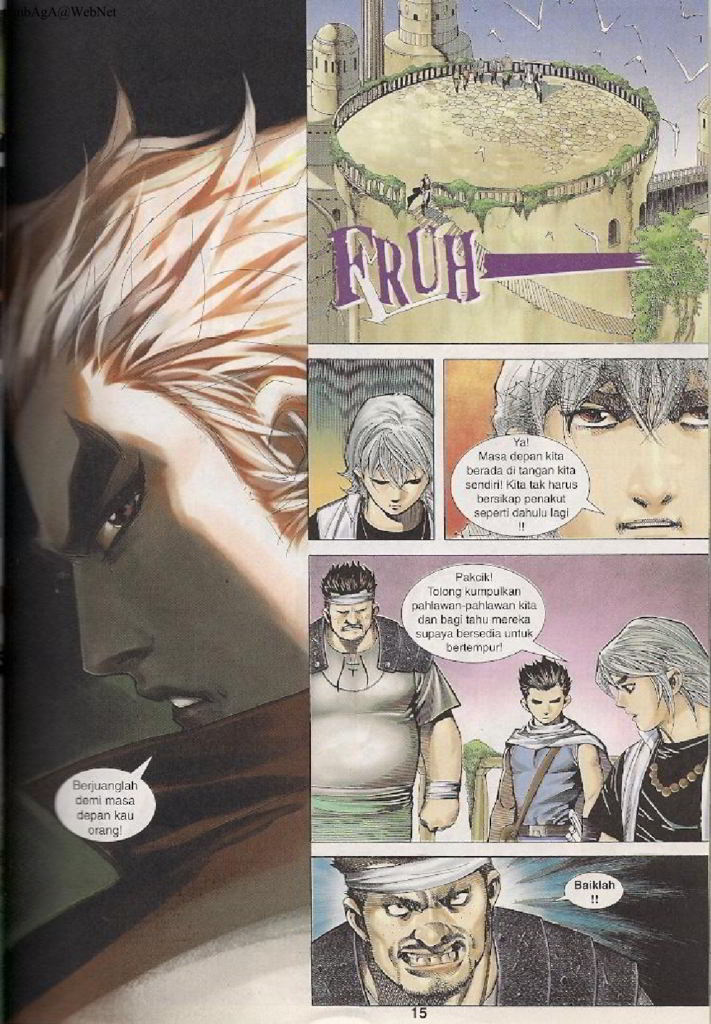 @WebNet
Berjuanglah
demi masa
depan kau
orang!
FRUH
Ya!
Masa depan kita
berada di tangan kita
sendiri! Kita tak harus
bersikap penakut
seperti dahulu lagi
!!
Pakcik!
Tolong kumpulkan
pahlawan-pahlawan kita
dan bagi tahu mereka
supaya bersedia untuk
bertempur!
Baiklah
!!
15